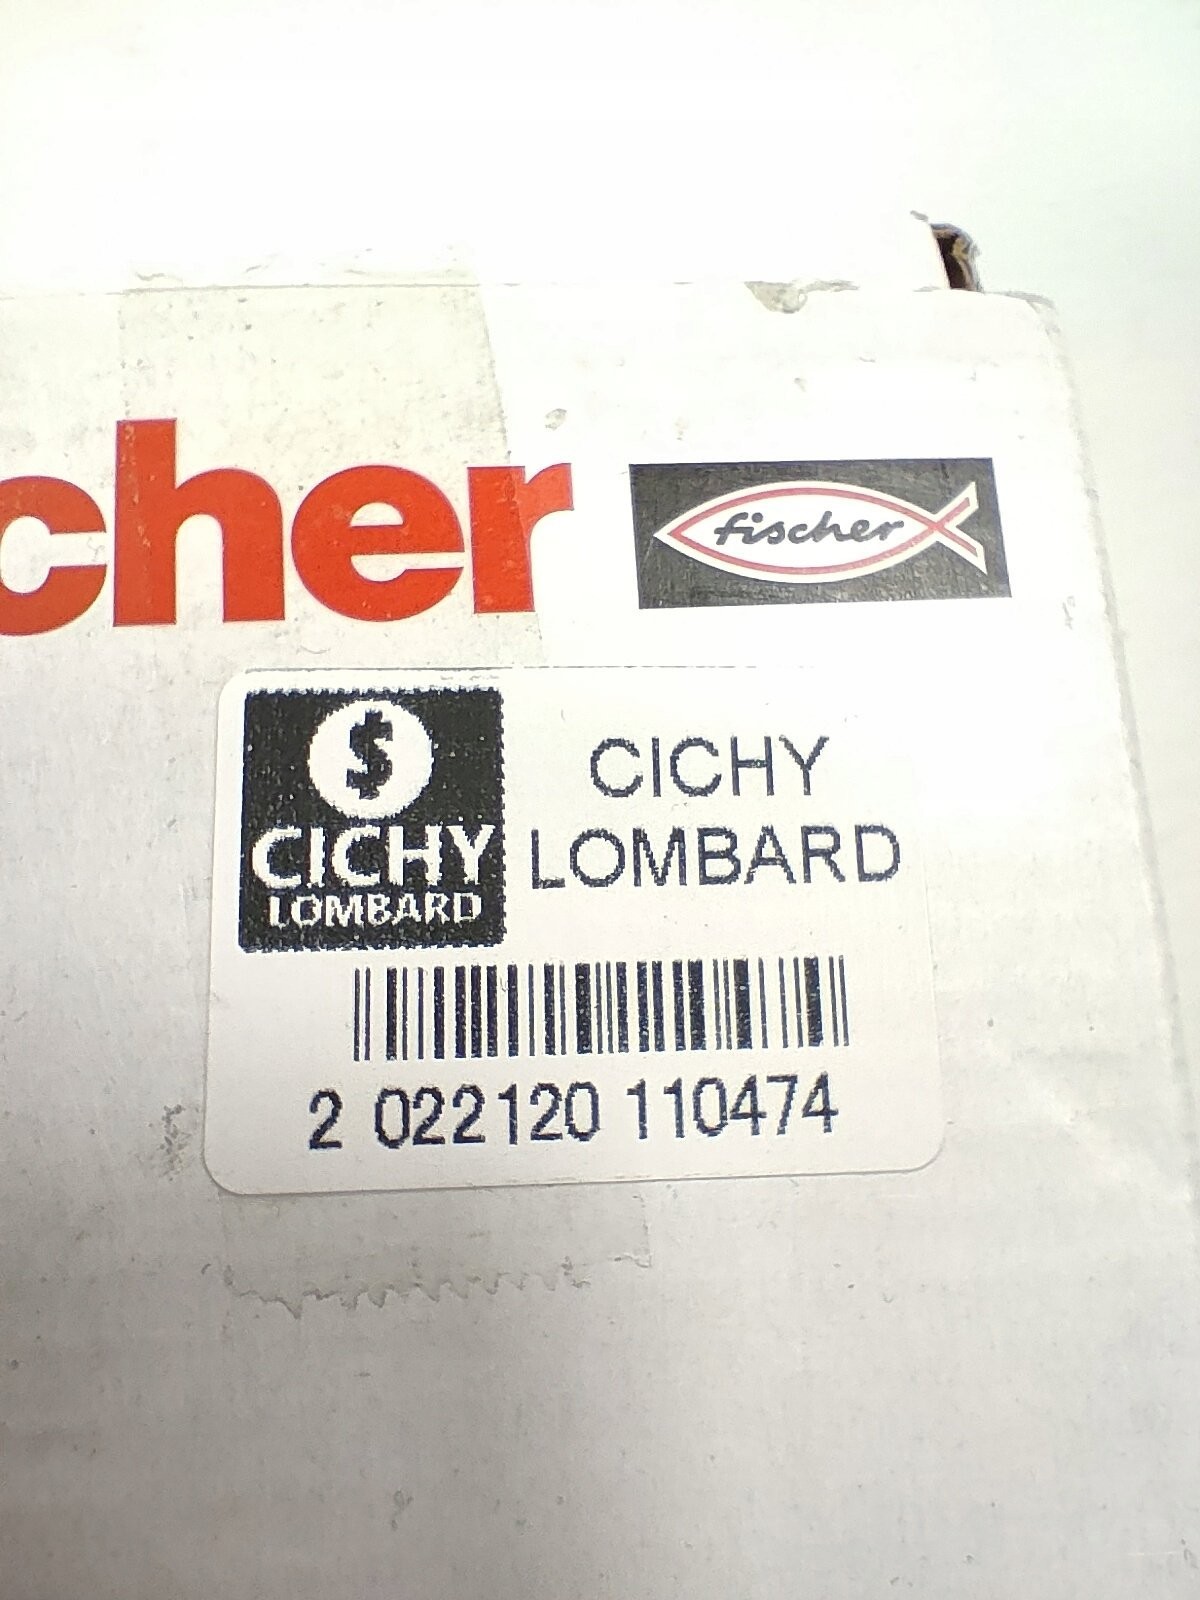 cher
fischer
$
CICHY
LOMBARD
CICHY
LOMBARD
2 022120 110474